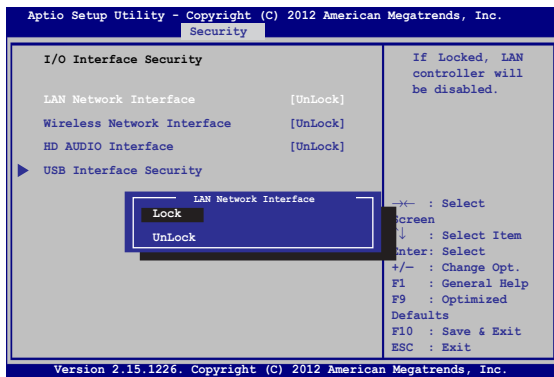 Aptio Setup Utility - Copyright (C) 2012 American Megatrends, Inc.
Security
I/O Interface Security
LAN Network Interface [UnLock]
Wireless Network Interface [UnLock]
HD AUDIO Interface [UnLock]
USB Interface Security
If Locked, LAN
controller will
be disabled.
LAN Network Interface
Lock
UnLock
→← : Select
Screen
↑↓ : Select Item
Enter: Select
+/— : Change Opt.
F1 : General Help
F9 : Optimized
Defaults
F10 : Save & Exit
ESC : Exit
Version 2.15.1226. Copyright (C) 2012 American Megatrends, Inc.